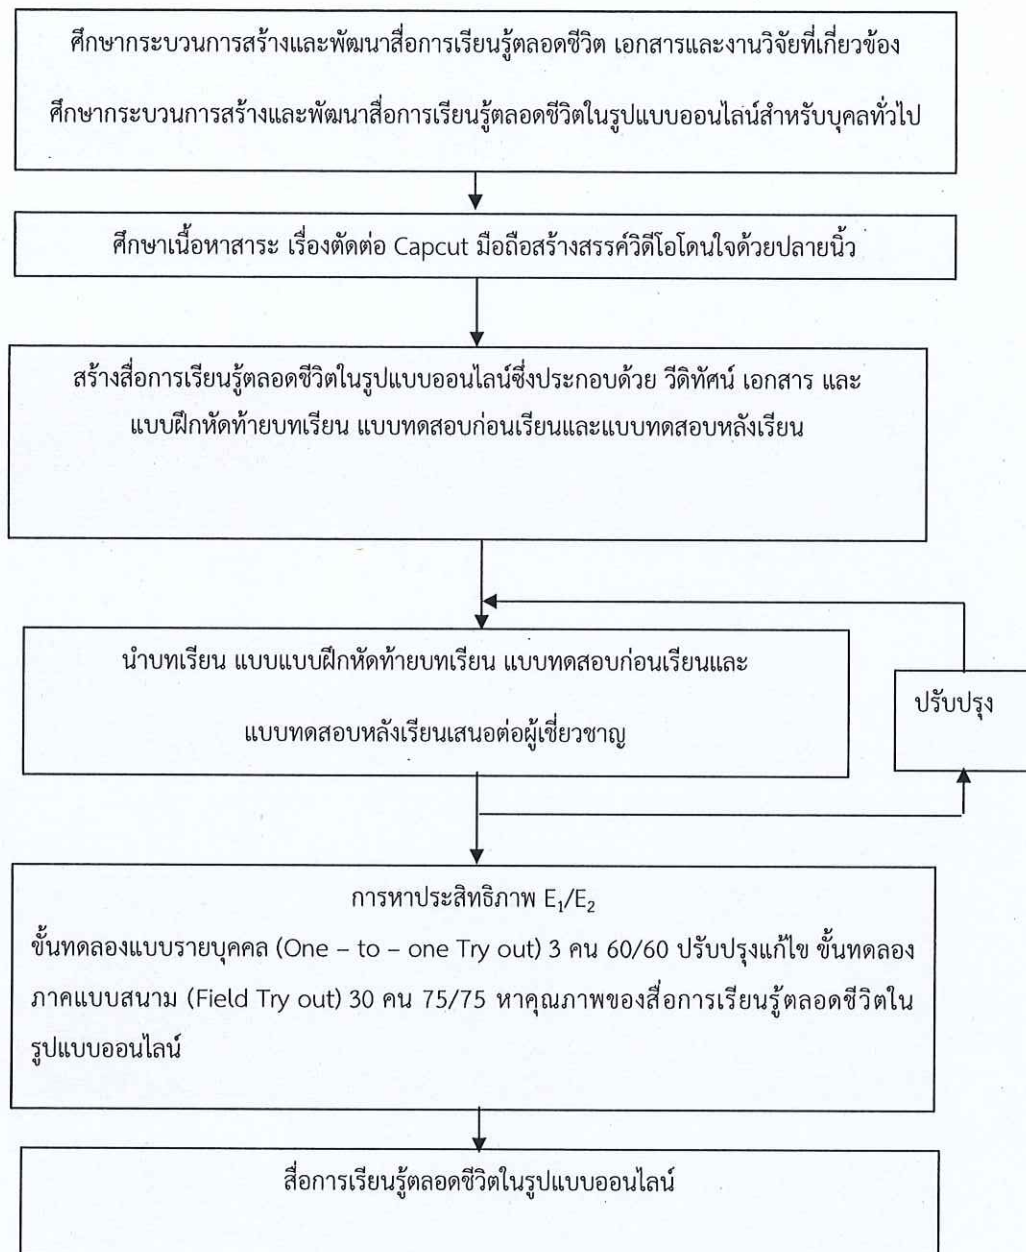 ศึกษากระบวนการสร้างและพัฒนาสื่อการเรียนรู้ตลอดชีวิต เอกสารและงานวิจัยที่เกี่ยวข้อง
ศึกษากระบวนการสร้างและพัฒนาสื่อการเรียนรู้ตลอดชีวิตในรูปแบบออนไลน์สำหรับบุคลทั่วไป
ศึกษาเนื้อหาสาระ เรื่องตัดต่อ Capcut มือถือสร้างสรรค์วิดีโอโดนใจด้วยปลายนิ้ว
สร้างสื่อการเรียนรู้ตลอดชีวิตในรูปแบบออนไลน์ซึ่งประกอบด้วย วีดิทัศน์ เอกสาร และ
แบบฝึกหัดท้ายบทเรียน แบบทดสอบก่อนเรียนและแบบทดสอบหลังเรียน
นำบทเรียน แบบแบบฝึกหัดท้ายบทเรียน แบบทดสอบก่อนเรียนและ
แบบทดสอบหลังเรียนเสนอต่อผู้เชี่ยวชาญ
ปรับปรุง
การหาประสิทธิภาพ E₁/E₂
ขั้นทดลองแบบรายบุคคล (One – to – one Try out) 3 คน 60/60 ปรับปรุงแก้ไข ขั้นทดลอง
ภาคแบบสนาม (Field Try out) 30 คน 75/75 หาคุณภาพของสื่อการเรียนรู้ตลอดชีวิตใน
รูปแบบออนไลน์
สื่อการเรียนรู้ตลอดชีวิตในรูปแบบออนไลน์